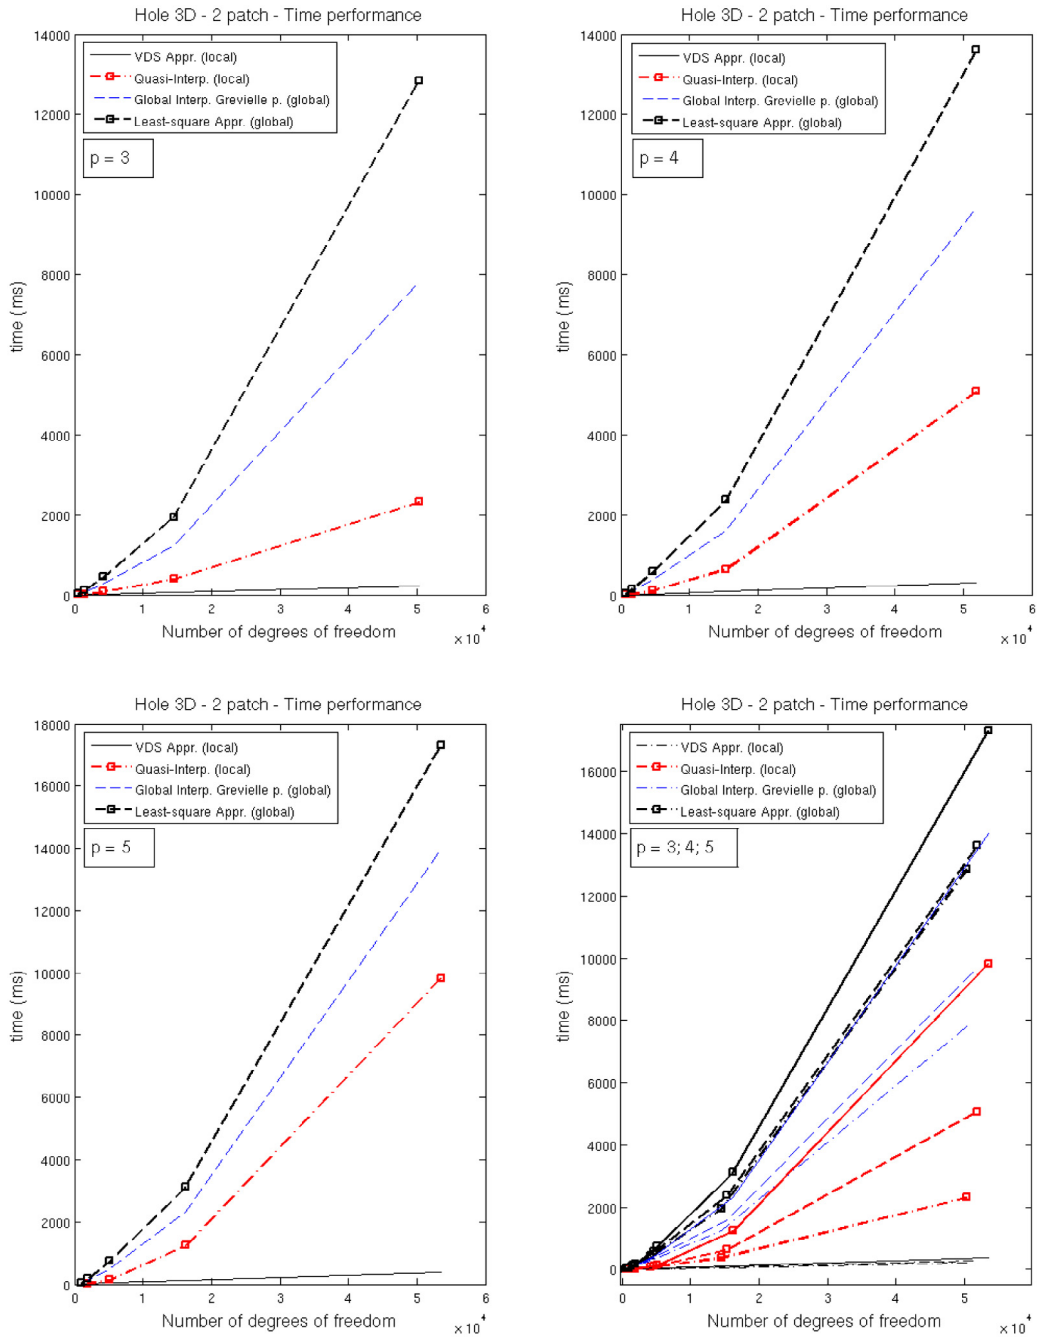 Hole 3D - 2 patch - Time performance
14000
12000
10000
8000
6000
4000
2000
0
time (ms)
VDS Appr. (local)
Quasi-Interp. (local)
Global Interp. Grevielle p. (global)
Least-square Appr. (global)
p = 3
0 1 2 3 4 5 6
Number of degrees of freedom
× 10 4
Hole 3D - 2 patch - Time performance
14000
12000
10000
8000
6000
4000
2000
0
time (ms)
VDS Appr. (local)
Quasi-Interp. (local)
Global Interp. Grevielle p. (global)
Least-square Appr. (global)
p = 4
0 1 2 3 4 5 6
Number of degrees of freedom
× 10 4
Hole 3D - 2 patch - Time performance
18000
16000
14000
12000
10000
8000
6000
4000
2000
0
time (ms)
VDS Appr. (local)
Quasi-Interp. (local)
Global Interp. Grevielle p. (global)
Least-square Appr. (global)
p = 5
0 1 2 3 4 5 6
Number of degrees of freedom
× 10 4
Hole 3D - 2 patch - Time performance
16000
14000
12000
10000
8000
6000
4000
2000
0
time (ms)
VDS Appr. (local)
Quasi-Interp. (local)
Global Interp. Grevielle p. (global)
Least-square Appr. (global)
p = 3; 4; 5
0 1 2 3 4 5 6
Number of degrees of freedom
× 10 4